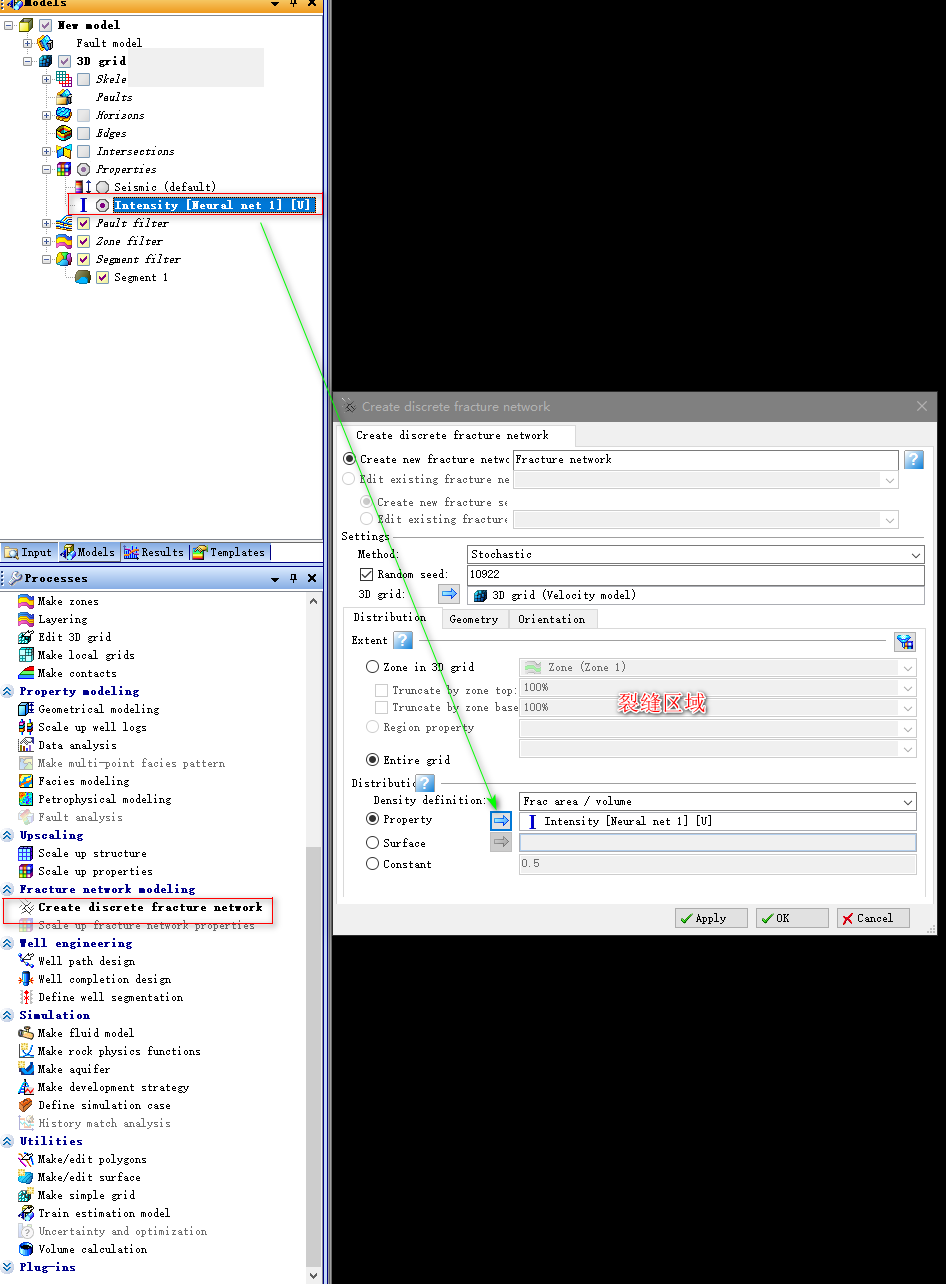 Models
New model
Fault model
3D grid
Skele
Faults
Horizons
Edges
Intersections
Properties
Seismic (default)
Intensity [Neural net 1] [U]
Fault filter
Zone filter
Segment filter
Segment 1
Input
Models
Results
Templates
Processes
Make zones
Layering
Edit 3D grid
Make local grids
Make contacts
Property modeling
Geometrical modeling
Scale up well logs
Data analysis
Make multi-point facies pattern
Facies modeling
Petrophysical modeling
Fault analysis
Upscaling
Scale up structure
Scale up properties
Fracture network modeling
Create discrete fracture network
Scale up fracture network properties
Well engineering
Well path design
Well completion design
Define well segmentation
Simulation
Make fluid model
Make rock physics functions
Make aquifer
Make development strategy
Define simulation case
History match analysis
Utilities
Make/edit polygons
Make/edit surface
Make simple grid
Train estimation model
Uncertainty and optimization
Volume calculation
Plug-ins
Create discrete fracture network
Create discrete fracture network
Create new fracture netwc Fracture network
Edit existing fracture ne
Create new fracture se
Edit existing fracture
Settings
Method: Stochastic
Random seed: 10922
3D grid: 3D grid (Velocity model)
Distribution Geometry Orientation
Extent
Zone in 3D grid Zone (Zone 1)
Truncate by zone top: 100%
Truncate by zone base 100%
裂缝区域
Region property
Entire grid
Distributic
Density definition: Frac area / volume
Property Intensity [Neural net 1] [U]
Surface
Constant 0.5
Apply OK Cancel